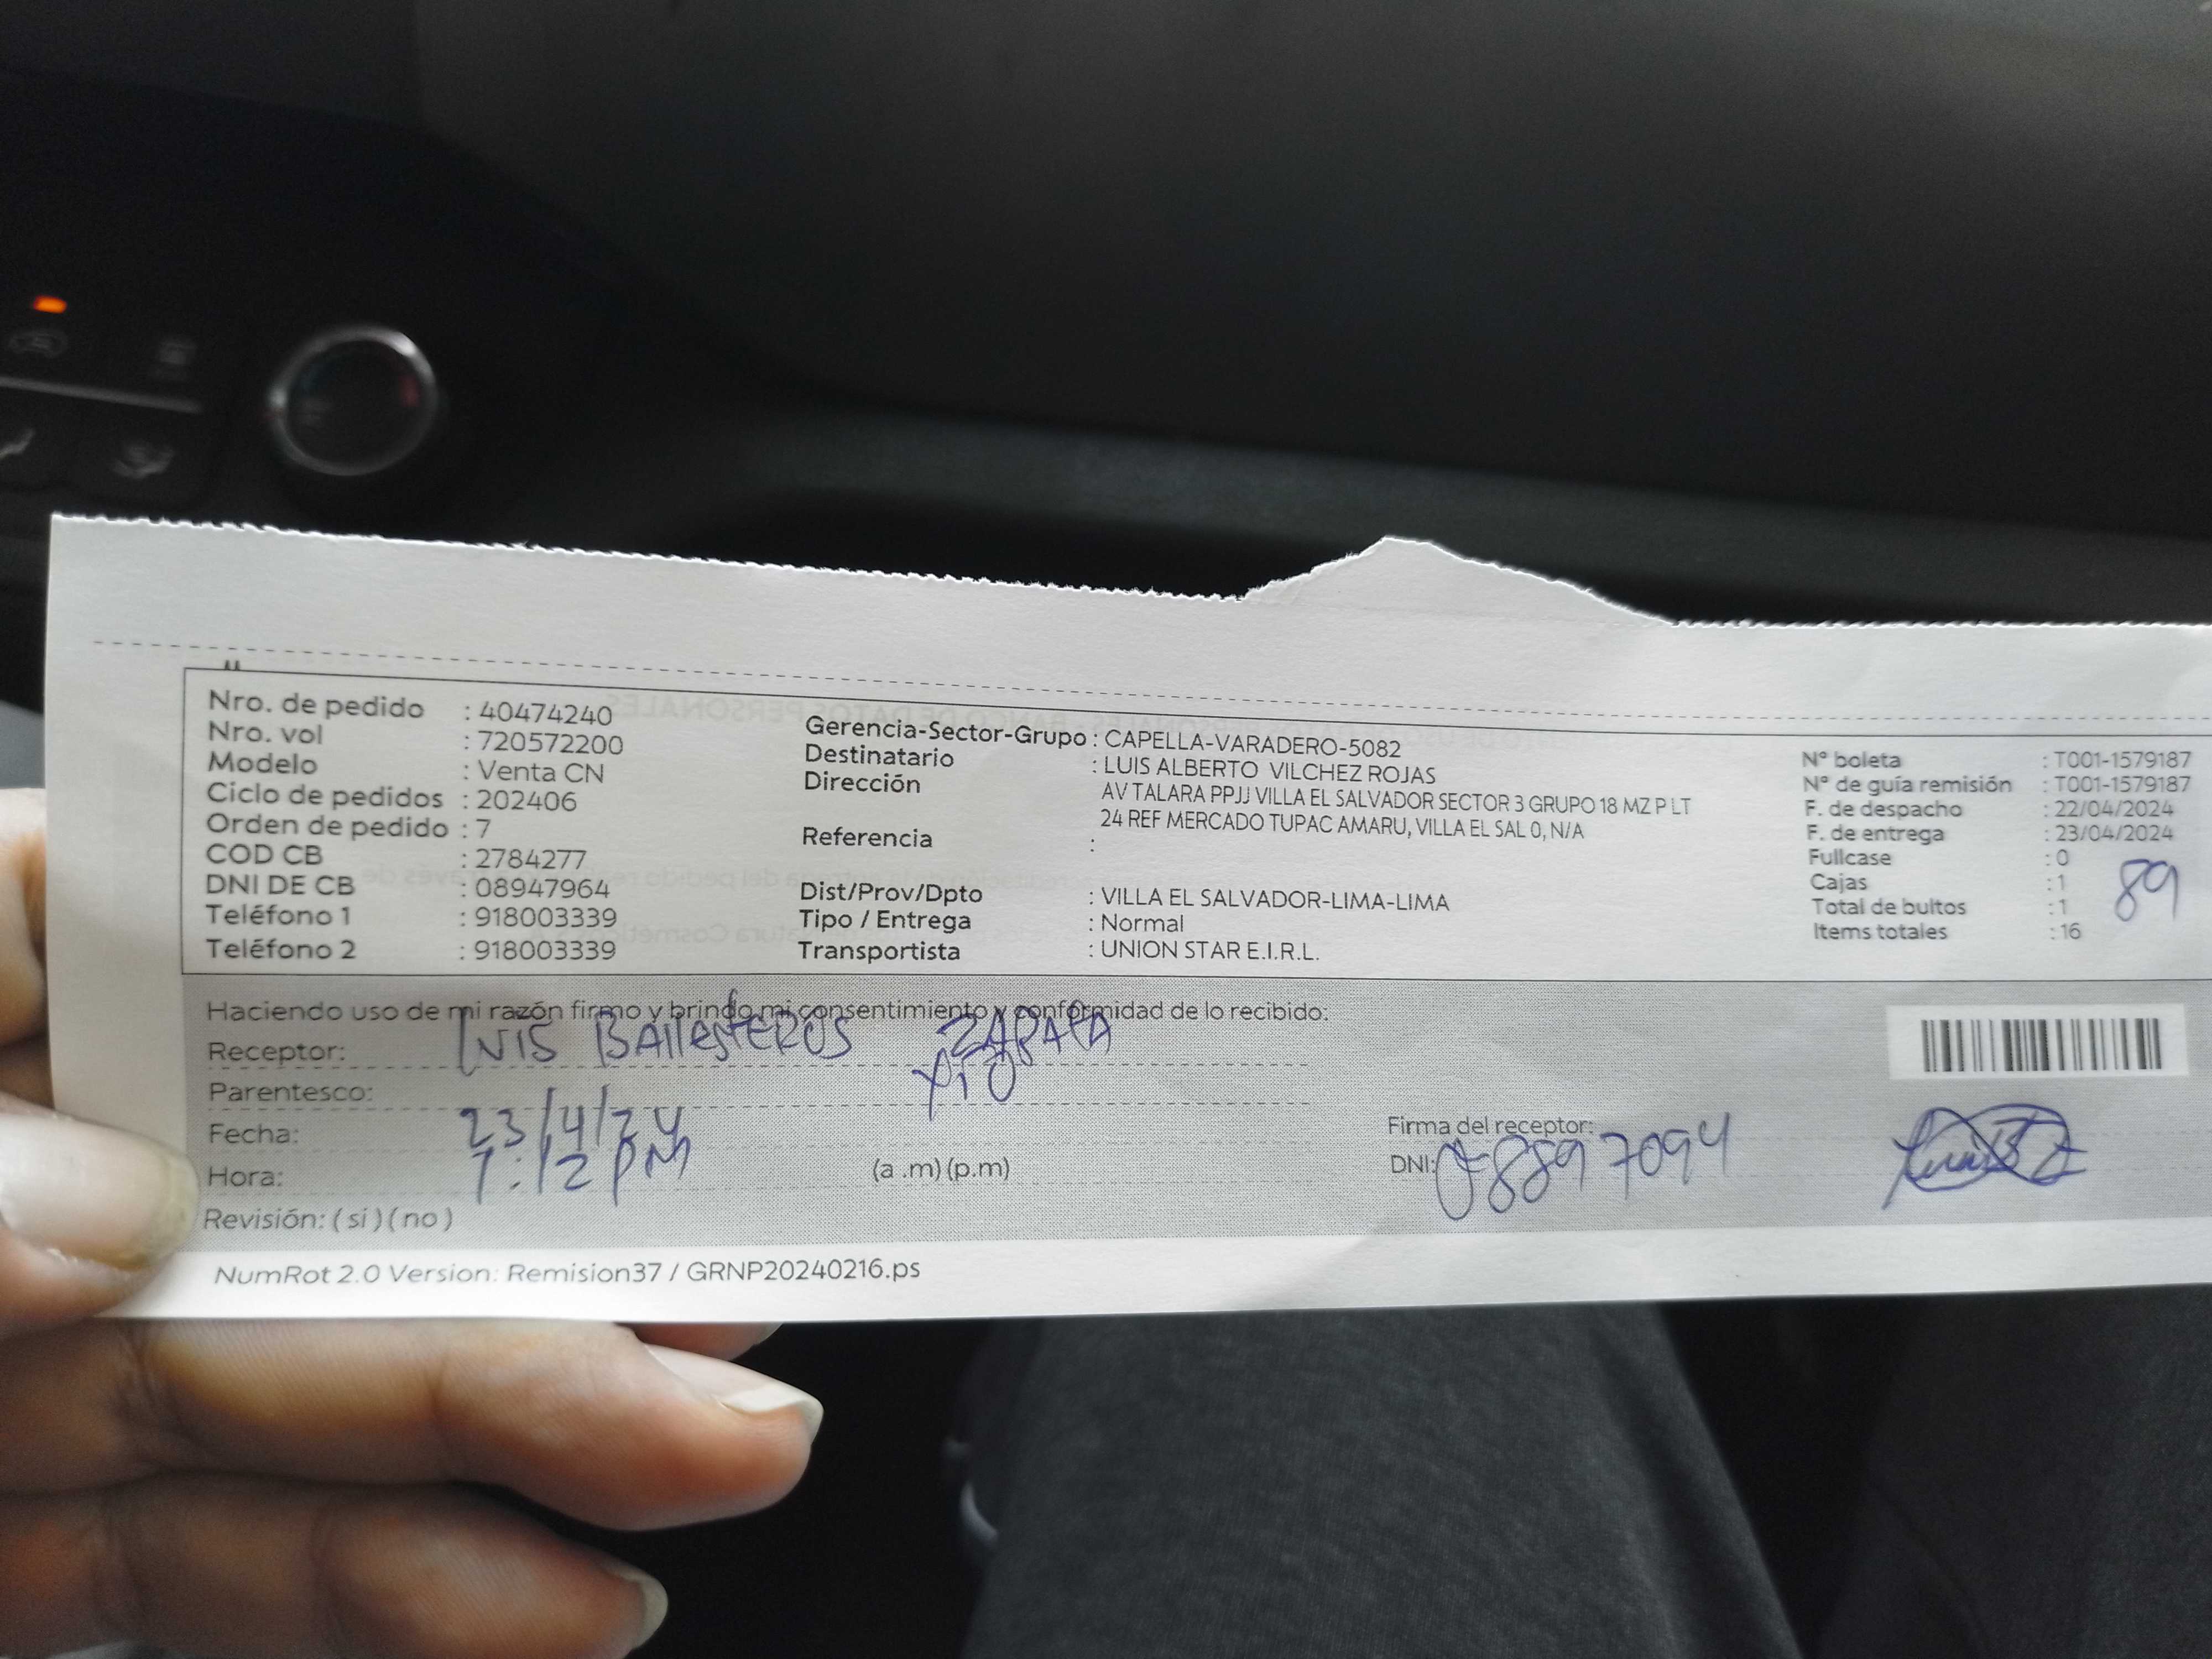 Nro. de pedido : 40474240
Nro. vol : 720572200
Modelo : Venta CN
Ciclo de pedidos : 202406
Orden de pedido : 7
COD CB : 2784277
DNI DE CB : 08947964
Teléfono 1 : 918003339
Teléfono 2 : 918003339
Gerencia-Sector-Grupo : CAPELLA-VARADERO-5082
Destinatario : LUIS ALBERTO VILCHEZ ROJAS
Dirección AV TALARA PPJJ VILLA EL SALVADOR SECTOR 3 GRUPO 18 MZ P LT
24 REF MERCADO TUPAC AMARU, VILLA EL SAL 0, N/A
Referencia :
Dist/Prov/Dpto : VILLA EL SALVADOR-LIMA-LIMA
Tipo / Entrega : Normal
Transportista : UNION STAR E.I.R.L.
N° boleta : T001-1579187
N° de guía remisión : T001-1579187
F. de despacho : 22/04/2024
F. de entrega : 23/04/2024
Fullcase : 0
Cajas : 1
Total de bultos : 1
Items totales : 16
89
Haciendo uso de mi razón firmo y brindo mi consentimiento y conformidad de lo recibido:
Receptor: LUIS BAllesTEROS ZAPATA
Parentesco: TIO
Fecha: 23/4/24
Hora: 1:12 PM (a .m) (p.m)
Revisión: ( si ) ( no )
Firma del receptor:
DNI: 08897094
NumRot 2.0 Version: Remision37 / GRNP20240216.ps